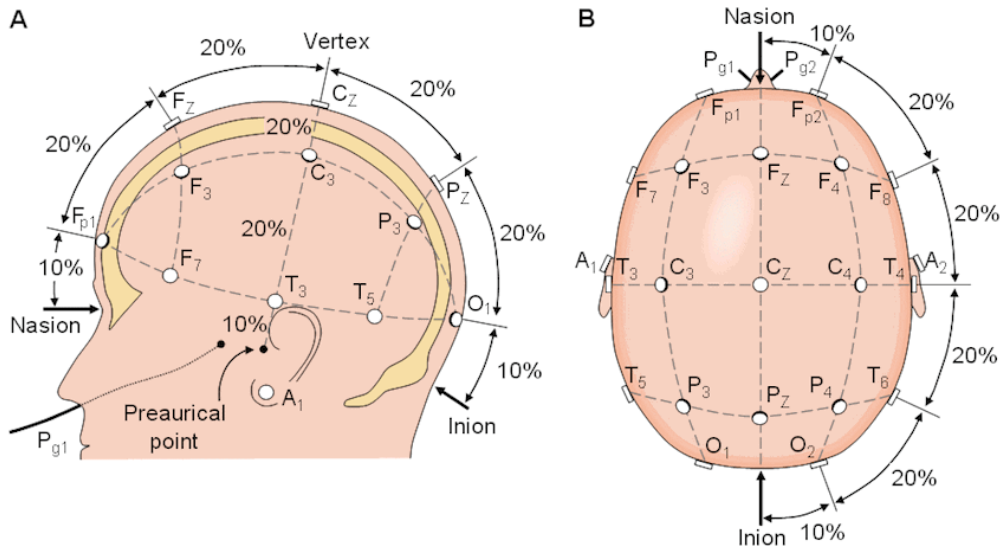 A
Vertex
20%
20%
FZ
CZ
20%
20%
Fp1
F3
C3
PZ
P3
20%
20%
10%
F7
T3
T5
O1
Nasion
10%
10%
Preaurical
point
A1
Inion
Pg1
B
Nasion
10%
Pg1
Pg2
Fp1
Fp2
20%
F7
F3
FZ
F4
F8
20%
A1
T3
C3
CZ
C4
T4
A2
20%
T5
P3
PZ
P4
T6
O1
O2
20%
10%
Inion